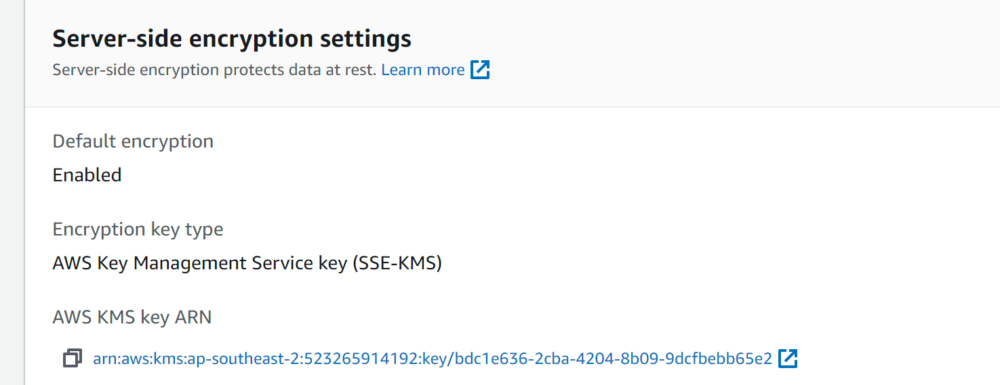 Server-side encryption settings
Server-side encryption protects data at rest. Learn more
Default encryption
Enabled
Encryption key type
AWS Key Management Service key (SSE-KMS)
AWS KMS key ARN
arn:aws:kms:ap-southeast-2:523265914192:key/bdc1e636-2cba-4204-8b09-9dcfbebb65e2